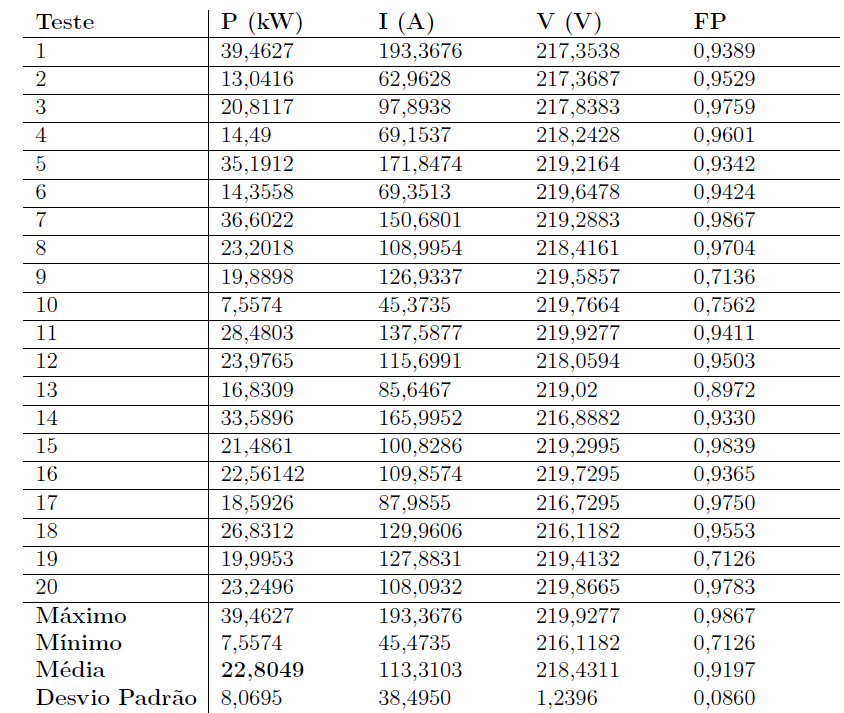 Teste P (kW) I (A) V (V) FP
1 39,4627 193,3676 217,3538 0,9389
2 13,0416 62,9628 217,3687 0,9529
3 20,8117 97,8938 217,8383 0,9759
4 14,49 69,1537 218,2428 0,9601
5 35,1912 171,8474 219,2164 0,9342
6 14,3558 69,3513 219,6478 0,9424
7 36,6022 150,6801 219,2883 0,9867
8 23,2018 108,9954 218,4161 0,9704
9 19,8898 126,9337 219,5857 0,7136
10 7,5574 45,3735 219,7664 0,7562
11 28,4803 137,5877 219,9277 0,9411
12 23,9765 115,6991 218,0594 0,9503
13 16,8309 85,6467 219,02 0,8972
14 33,5896 165,9952 216,8882 0,9330
15 21,4861 100,8286 219,2995 0,9839
16 22,56142 109,8574 219,7295 0,9365
17 18,5926 87,9855 216,7295 0,9750
18 26,8312 129,9606 216,1182 0,9553
19 19,9953 127,8831 219,4132 0,7126
20 23,2496 108,0932 219,8665 0,9783
Máximo 39,4627 193,3676 219,9277 0,9867
Mínimo 7,5574 45,4735 216,1182 0,7126
Média 22,8049 113,3103 218,4311 0,9197
Desvio Padrão 8,0695 38,4950 1,2396 0,0860